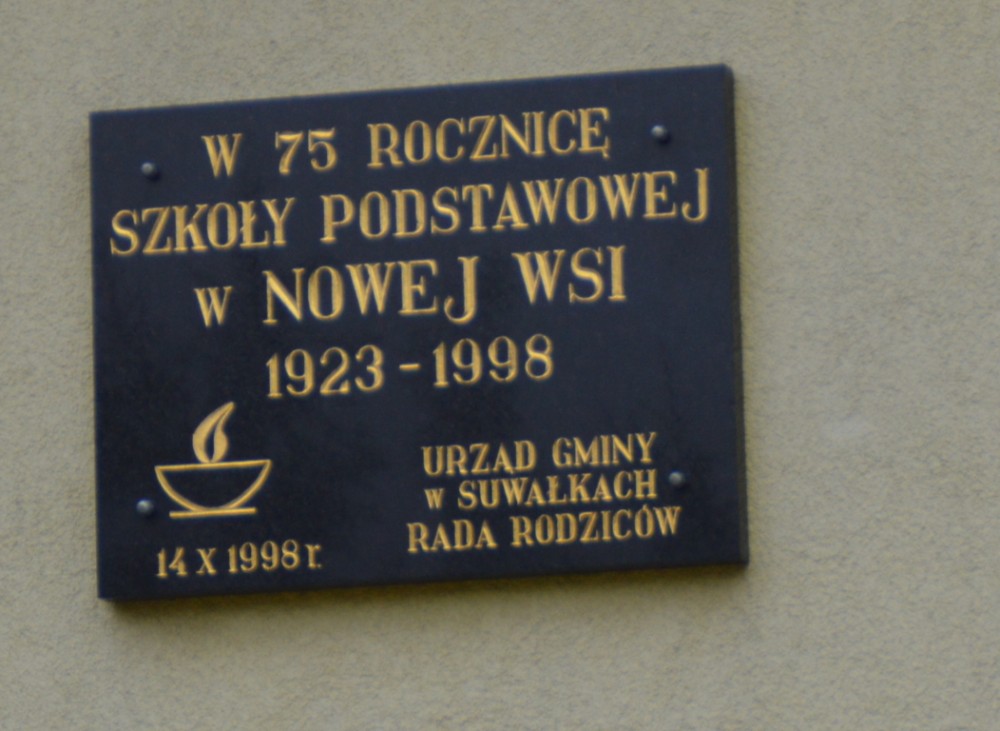 W 75 ROCZNICĘ
SZKOŁY PODSTAWOWEJ
W NOWEJ WSI
1923 - 1998
URZĄD GMINY
W SUWAŁKACH
RADA RODZICÓW
14 X 1998 r.